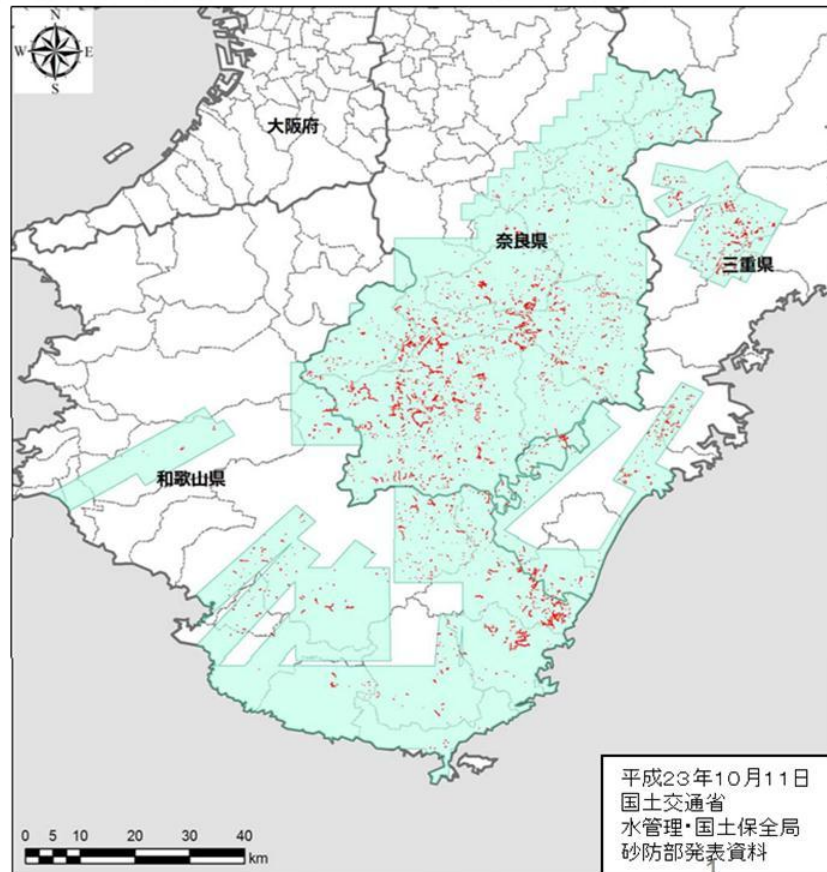 N
W E
S
大阪府
奈良県
三重県
和歌山県
0 5 10 20 30 40
km
平成23年10月11日
国土交通省
水管理・国土保全局
砂防部発表資料
1